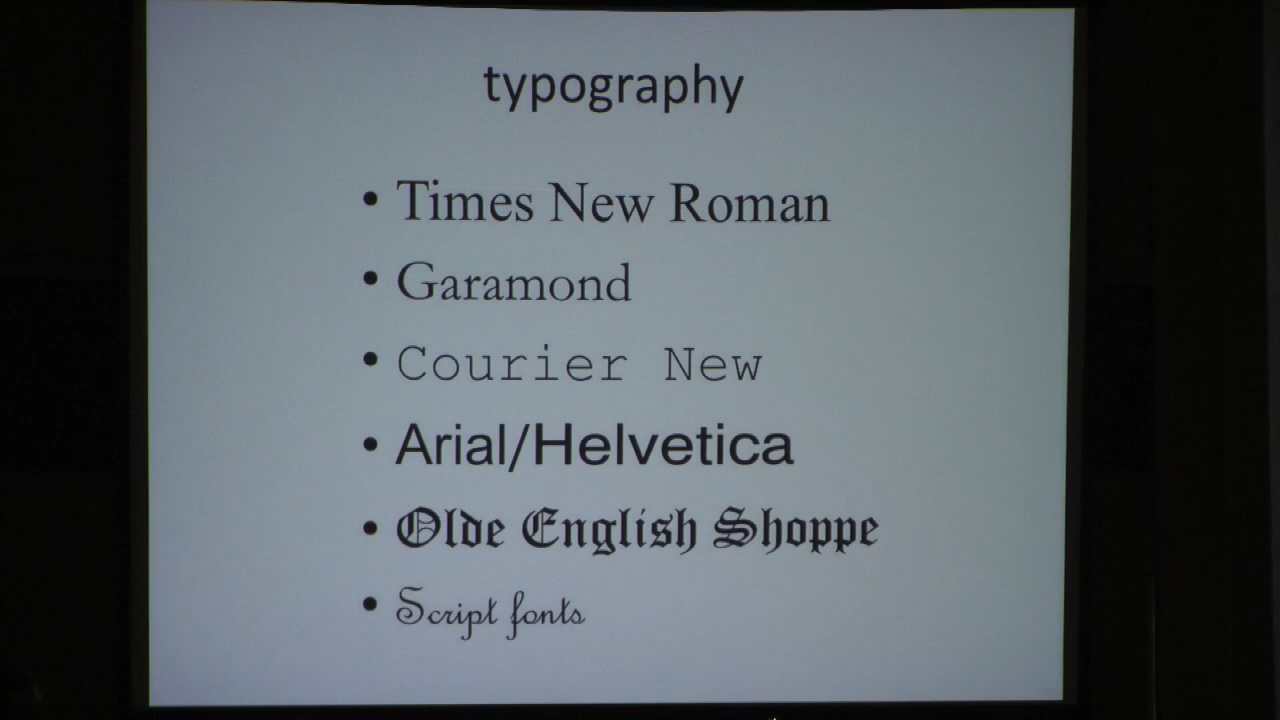 typography
• Times New Roman
• Garamond
• Courier New
• Arial/Helvetica
• Olde English Shoppe
• Script fonts